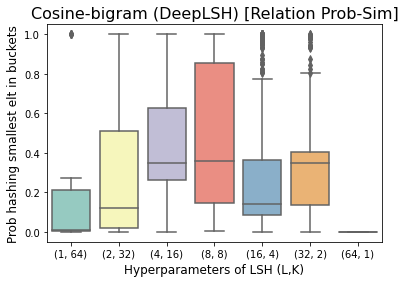 Cosine-bigram (DeepLSH) [Relation Prob-Sim]
Prob hashing smallest elt in buckets
1.0
0.8
0.6
0.4
0.2
0.0
(1, 64) (2, 32) (4, 16) (8, 8) (16, 4) (32, 2) (64, 1)
Hyperparameters of LSH (L,K)